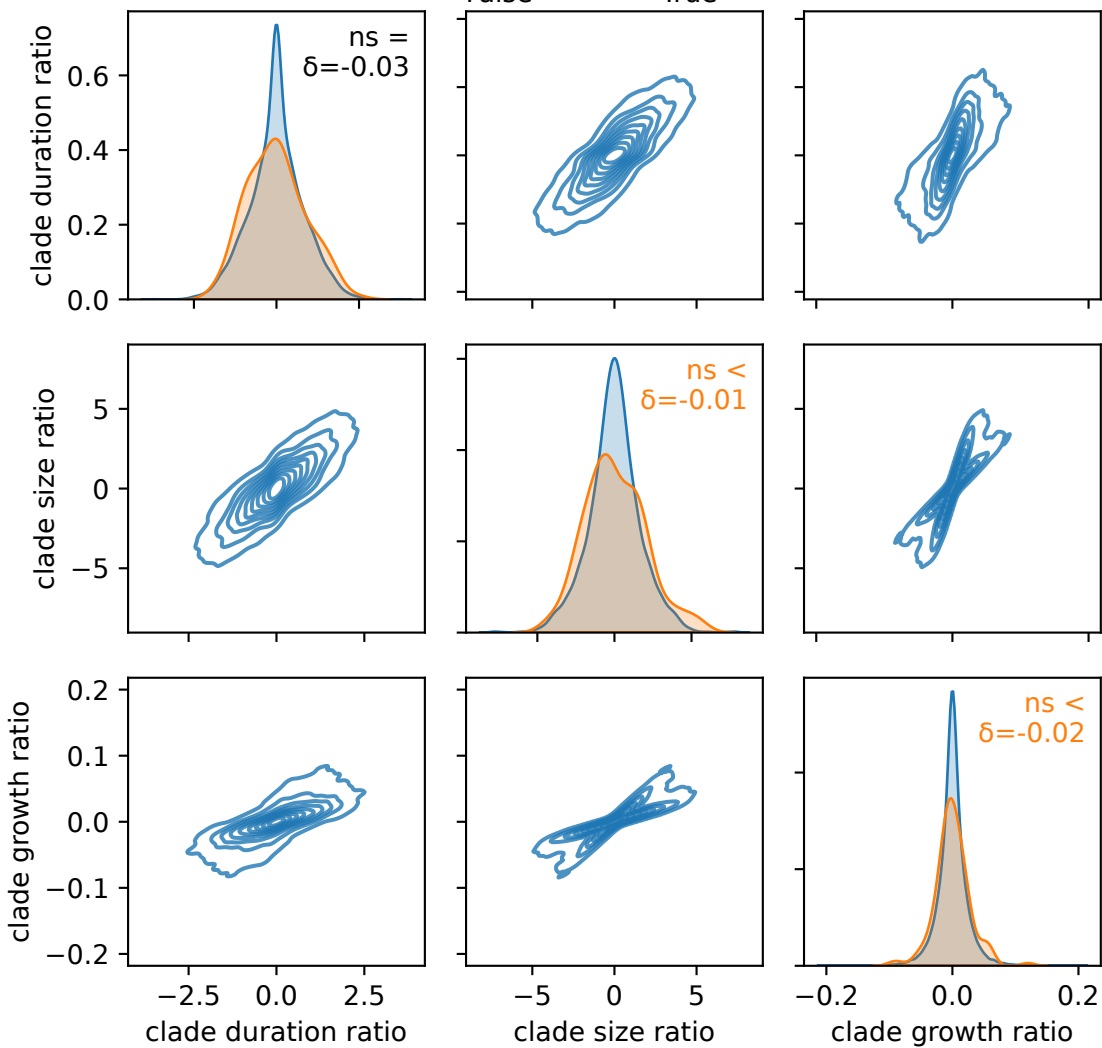 clade duration ratio
0.6
0.4
0.2
0.0
ns =
δ=-0.03
clade size ratio
5
0
−5
ns <
δ=-0.01
clade growth ratio
0.2
0.1
0.0
−0.1
−0.2
ns <
δ=-0.02
−2.5 0.0 2.5
−5 0 5
−0.2 0.0 0.2
clade duration ratio
clade size ratio
clade growth ratio